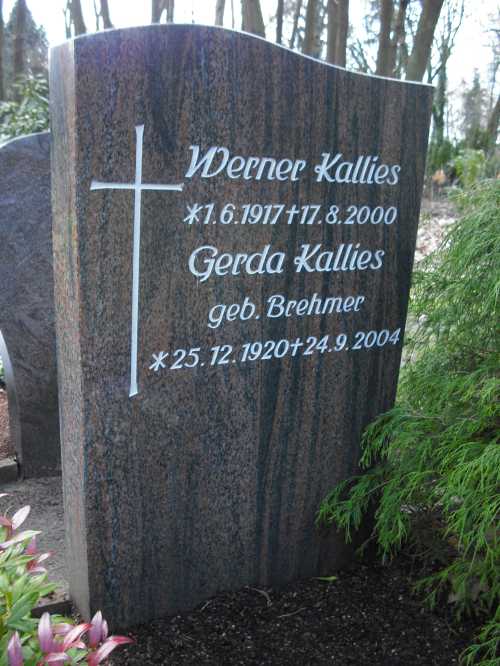 Werner Kallies
*1.6.1917†17.8.2000
Gerda Kallies
geb. Brehmer
*25.12.1920†24.9.2004